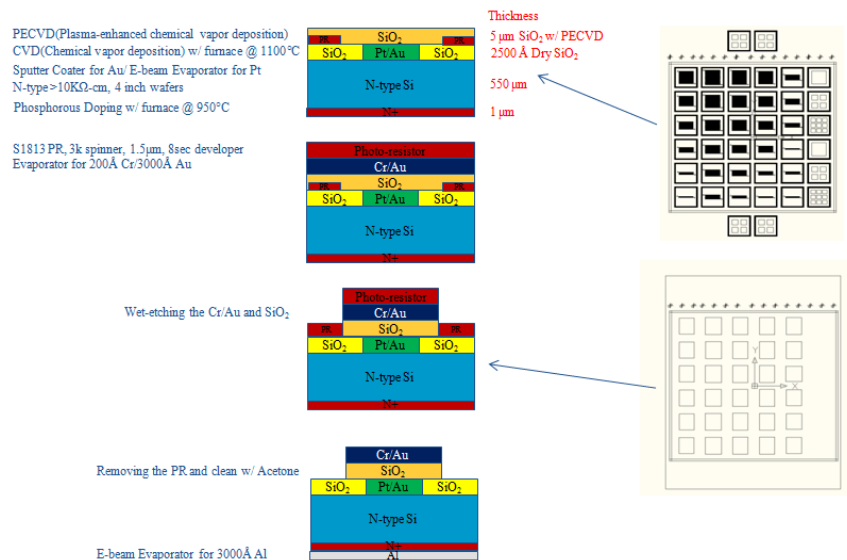 Thickness
PECVD(Plasma-enhanced chemical vapor deposition)
SiO2
5 μm SiO2 w/ PECVD
PR
PR
CVD(Chemical vapor deposition) w/ furnace @ 1100°C
SiO2 Pt/Au SiO2
2500 Å Dry SiO2
Sputter Coater for Au/ E-beam Evaporator for Pt
N-type >10KΩ-cm, 4 inch wafers
N-type Si
550 μm
Phosphorous Doping w/ furnace @ 950°C
N+
1 μm
S1813 PR, 3k spinner, 1.5μm, 8sec developer
Evaporator for 200Å Cr/3000Å Au
Photo-resistor
Cr/Au
SiO2
PR
PR
SiO2 Pt/Au SiO2
N-type Si
N+
Wet-etching the Cr/Au and SiO2
Photo-resistor
Cr/Au
PR SiO2 PR
SiO2 Pt/Au SiO2
N-type Si
N+
Y
X
Removing the PR and clean w/ Acetone
Cr/Au
SiO2
SiO2 Pt/Au SiO2
N-type Si
N+
E-beam Evaporator for 3000Å Al
Al